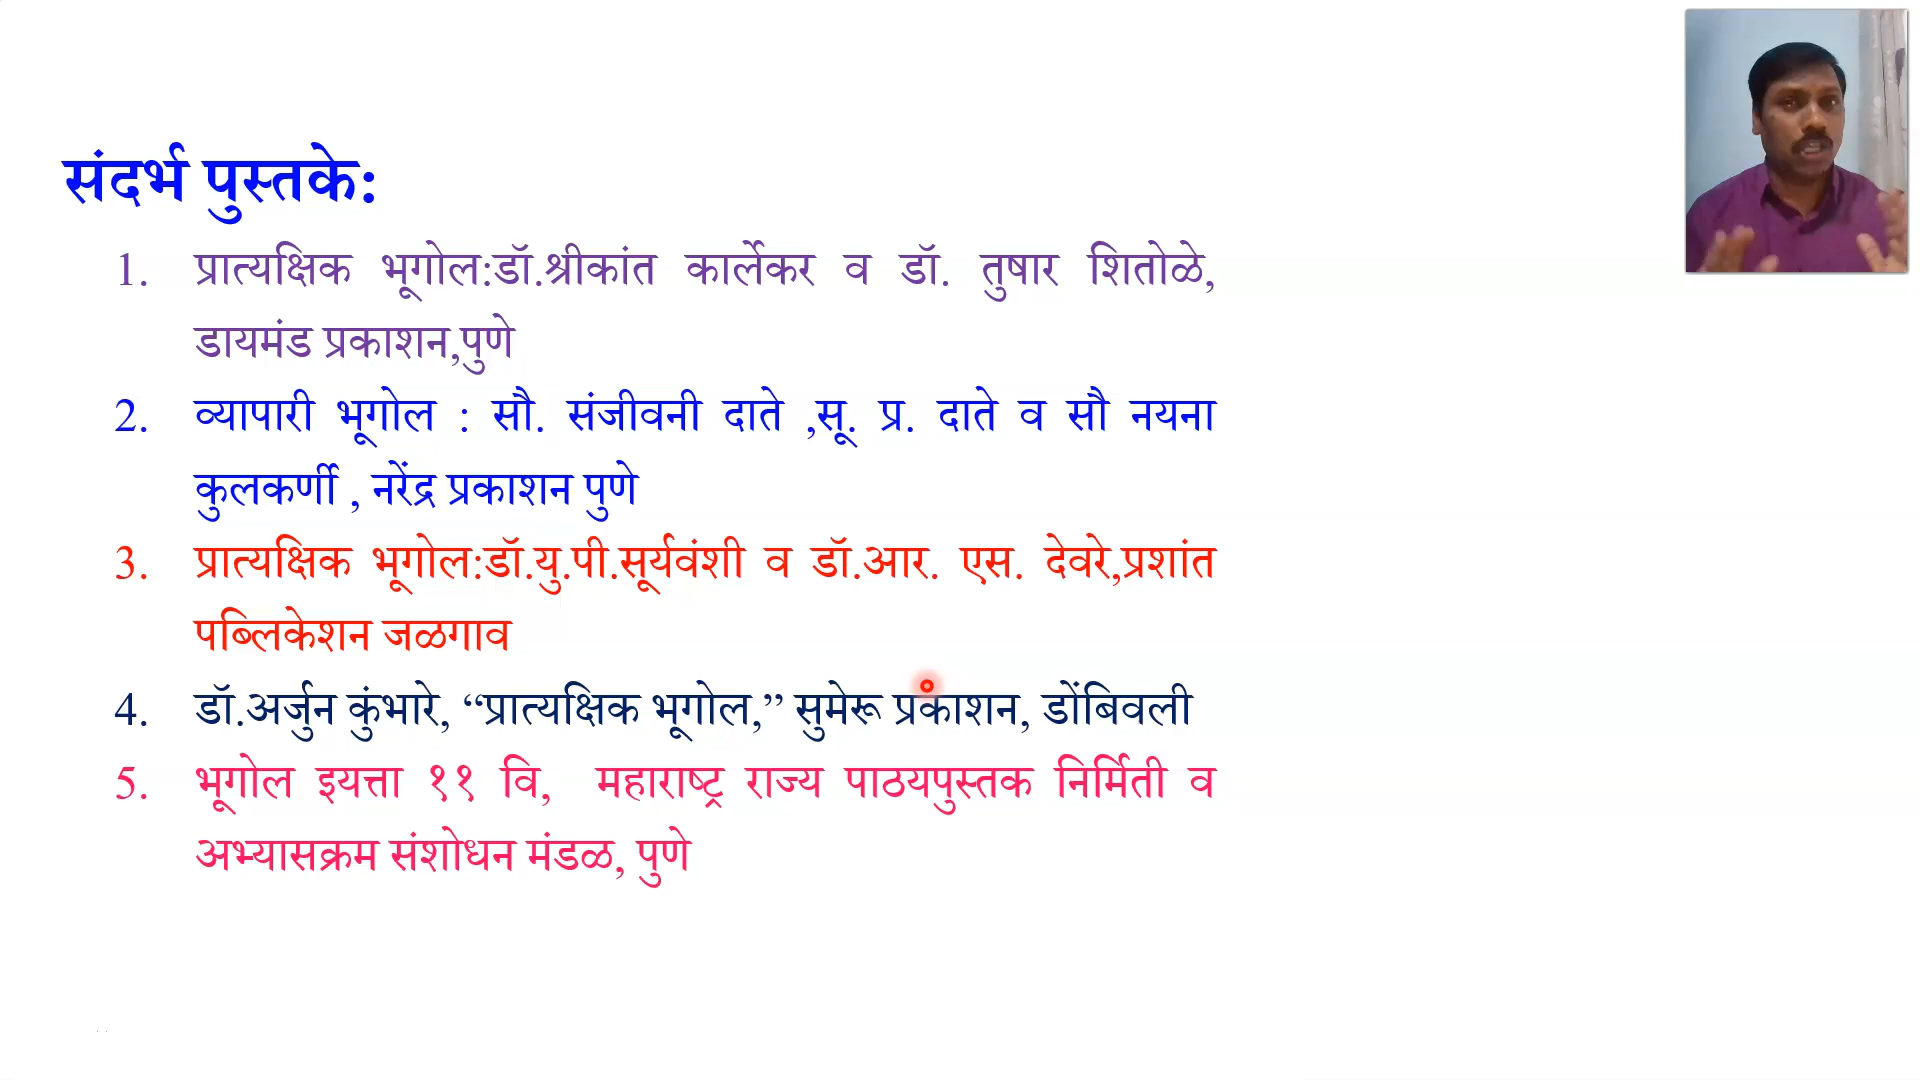 संदर्भ पुस्तके:
1. प्रात्यक्षिक भूगोल:डॉ.श्रीकांत कार्लेकर व डॉ. तुषार शितोळे,
डायमंड प्रकाशन,पुणे
2. व्यापारी भूगोल : सौ. संजीवनी दाते ,सू. प्र. दाते व सौ नयना
कुलकर्णी , नरेंद्र प्रकाशन पुणे
3. प्रात्यक्षिक भूगोल:डॉ.यु.पी.सूर्यवंशी व डॉ.आर. एस. देवरे,प्रशांत
पब्लिकेशन जळगाव
4. डॉ.अर्जुन कुंभारे, “प्रात्यक्षिक भूगोल,” सुमेरू प्रकाशन, डोंबिवली
5. भूगोल इयत्ता ११ वि, महाराष्ट्र राज्य पाठयपुस्तक निर्मिती व
अभ्यासक्रम संशोधन मंडळ, पुणे